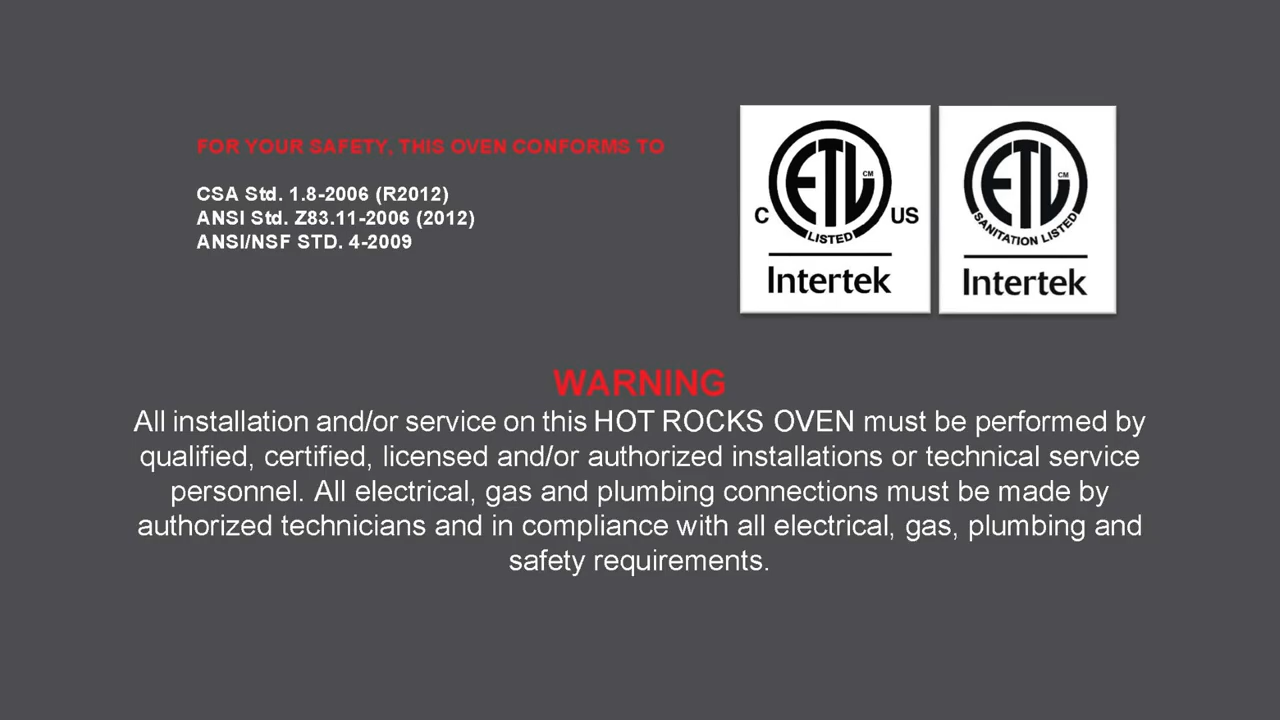 FOR YOUR SAFETY, THIS OVEN CONFORMS TO
CSA Std. 1.8-2006 (R2012)
ANSI Std. Z83.11-2006 (2012)
ANSI/NSF STD. 4-2009
ETL CM
C US
LISTED
Intertek
ETL CM
SANITATION LISTED
Intertek
WARNING
All installation and/or service on this HOT ROCKS OVEN must be performed by
qualified, certified, licensed and/or authorized installations or technical service
personnel. All electrical, gas and plumbing connections must be made by
authorized technicians and in compliance with all electrical, gas, plumbing and
safety requirements.